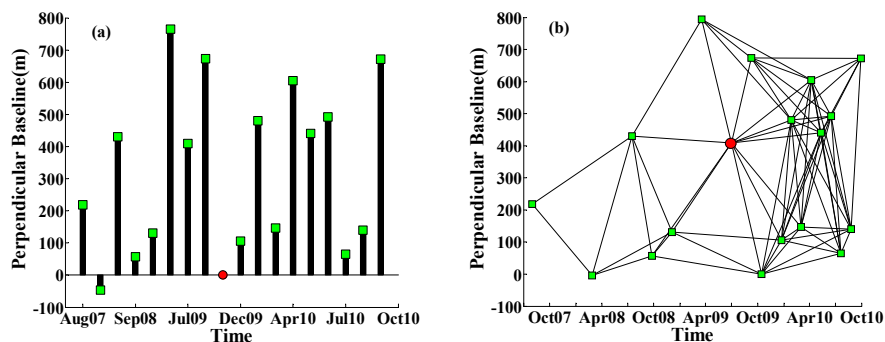 (a)
Perpendicular Baseline(m)
800
700
600
500
400
300
200
100
0
-100
Aug07 Sep08 Jul09 Dec09 Apr10 Jul10 Oct10
Time
(b)
Perpendicular Baseline(m)
800
700
600
500
400
300
200
100
0
-100
Oct07 Apr08 Oct08 Apr09 Oct09 Apr10 Oct10
Time